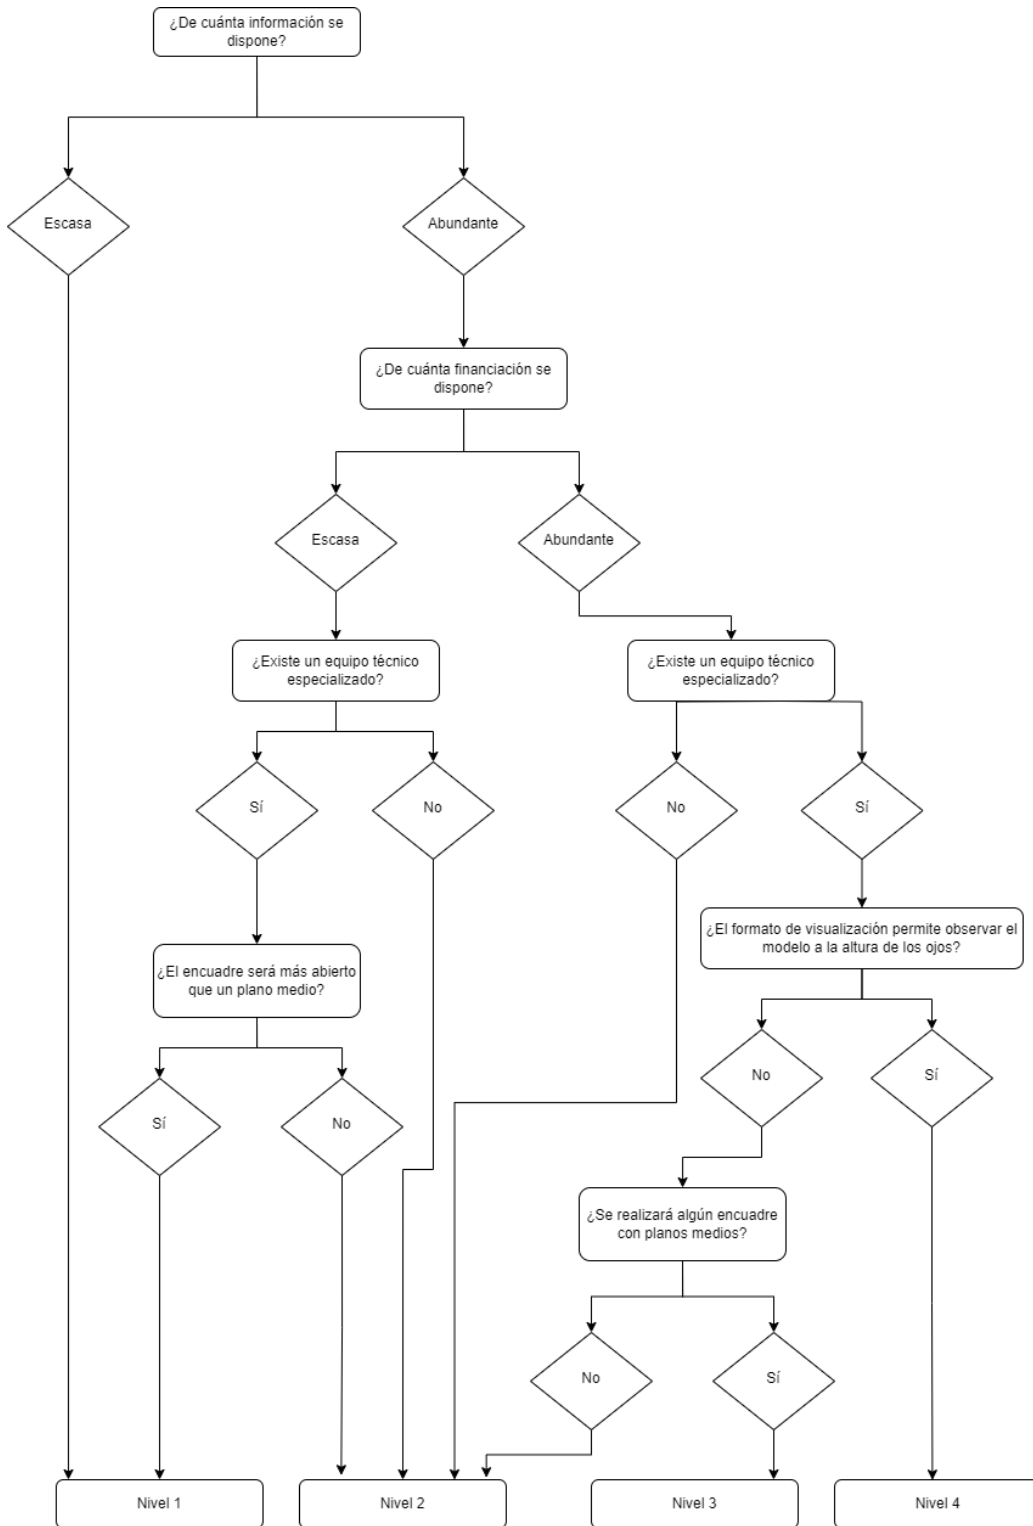 ¿De cuánta información se
dispone?
Escasa
Abundante
¿De cuánta financiación se
dispone?
Escasa
Abundante
¿Existe un equipo técnico
especializado?
¿Existe un equipo técnico
especializado?
Sí
No
No
Sí
¿El formato de visualización permite observar el
modelo a la altura de los ojos?
¿El encuadre será más abierto
que un plano medio?
No
Sí
Sí
No
¿Se realizará algún encuadre
con planos medios?
No
Sí
Nivel 1
Nivel 2
Nivel 3
Nivel 4